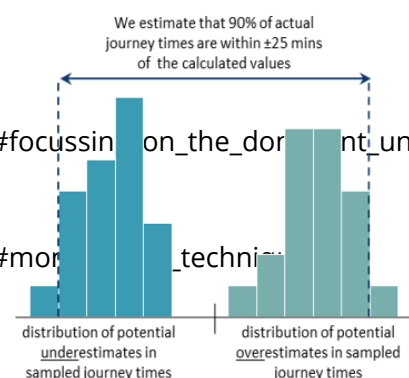 We estimate that 90% of actual
journey times are within ±25 mins
of the calculated values
#focussin on_the_dor nt_un
#mor _techniq
distribution of potential
underestimates in
sampled journey times
distribution of potential
overestimates in sampled
journey times